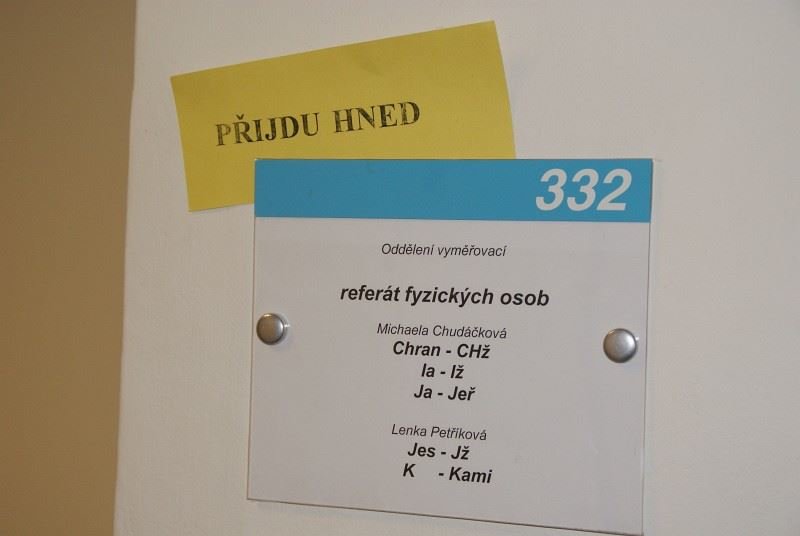 PŘIJDU HNED
332
Oddělení vyměřovací
referát fyzických osob
Michaela Chudáčková
Chran - CHž
Ia - Iž
Ja - Jeř
Lenka Petříková
Jes - Jž
K - Kami